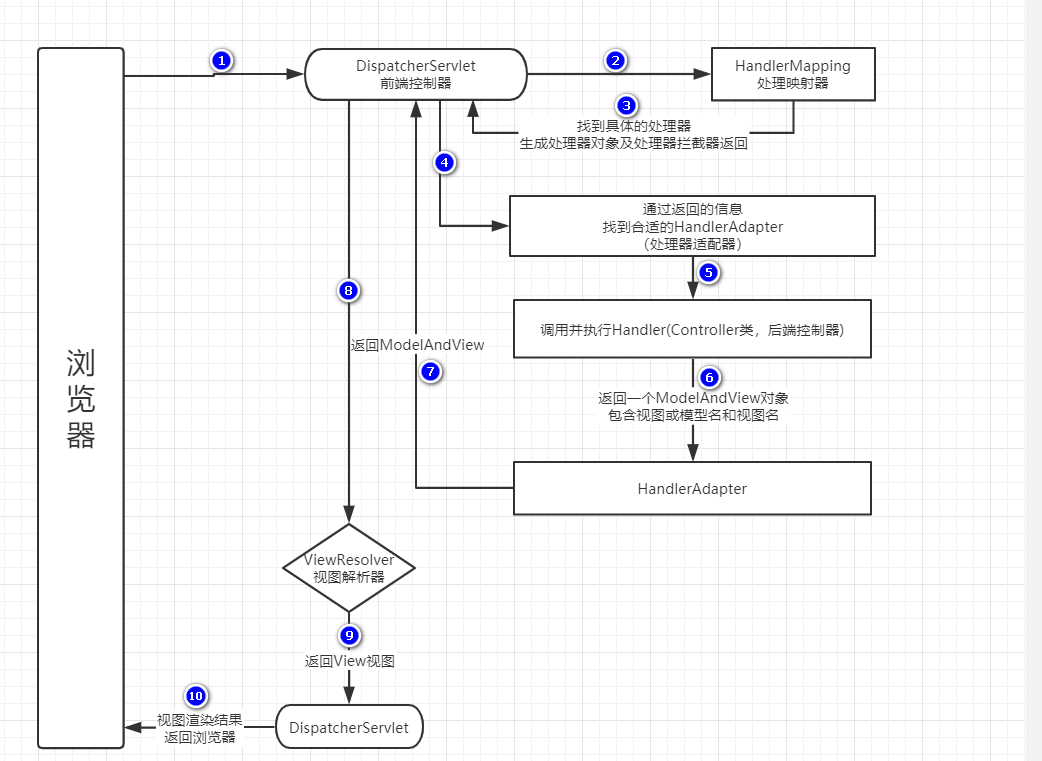 1
DispatcherServlet
前端控制器
2
HandlerMapping
处理映射器
3
找到具体的处理器
生成处理器对象及处理器拦截器返回
4
通过返回的信息
找到合适的HandlerAdapter
（处理器适配器）
5
调用并执行Handler(Controller类，后端控制器)
6
返回一个ModelAndView对象
包含视图或模型名和视图名
HandlerAdapter
返回ModelAndView
7
8
浏
览
器
ViewResolver
视图解析器
9
返回View视图
DispatcherServlet
10
视图渲染结果
返回浏览器